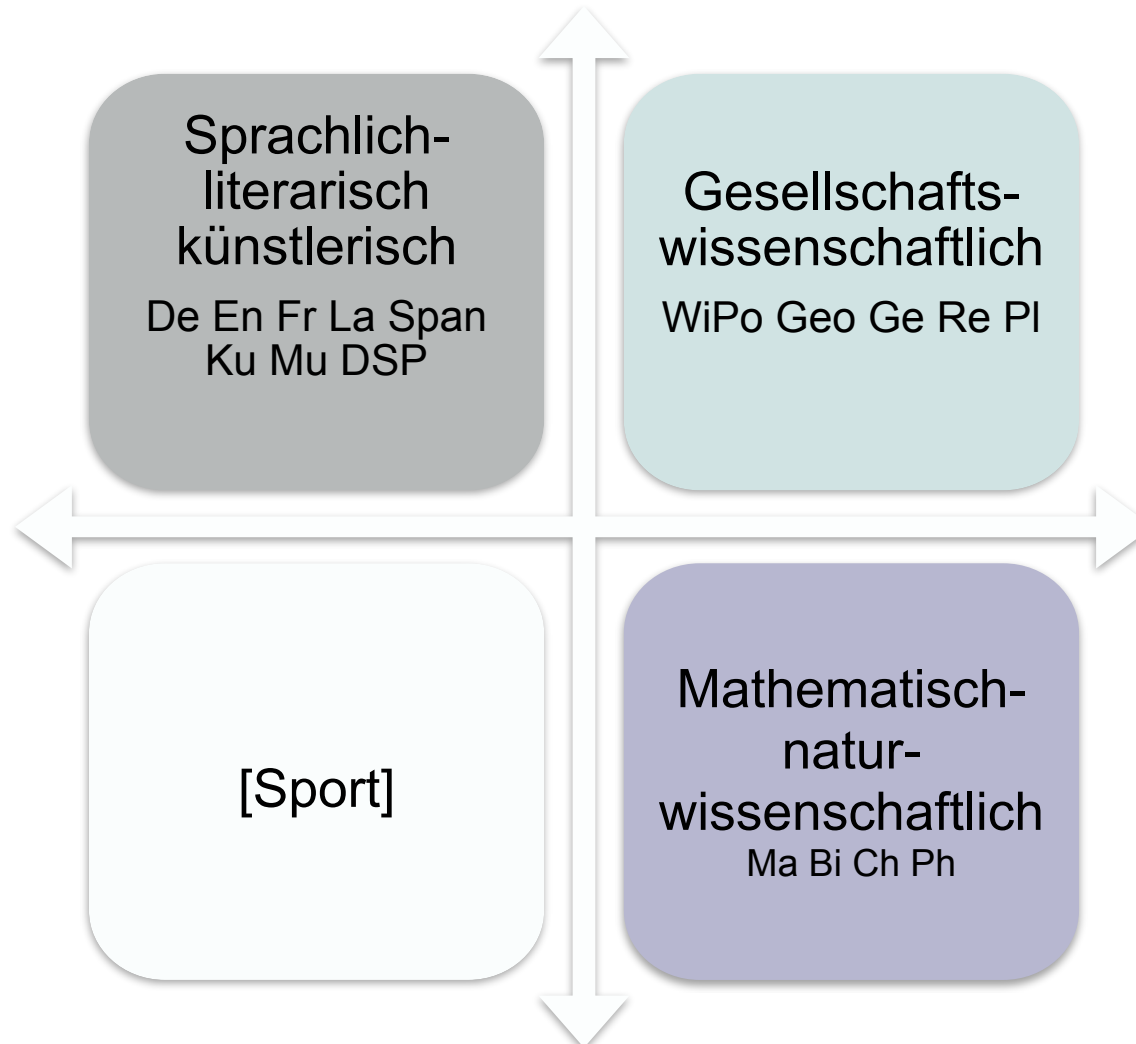 Sprachlich-
literarisch
künstlerisch
De En Fr La Span
Ku Mu DSP
Gesellschafts-
wissenschaftlich
WiPo Geo Ge Re Pl
[Sport]
Mathematisch-
natur-
wissenschaftlich
Ma Bi Ch Ph